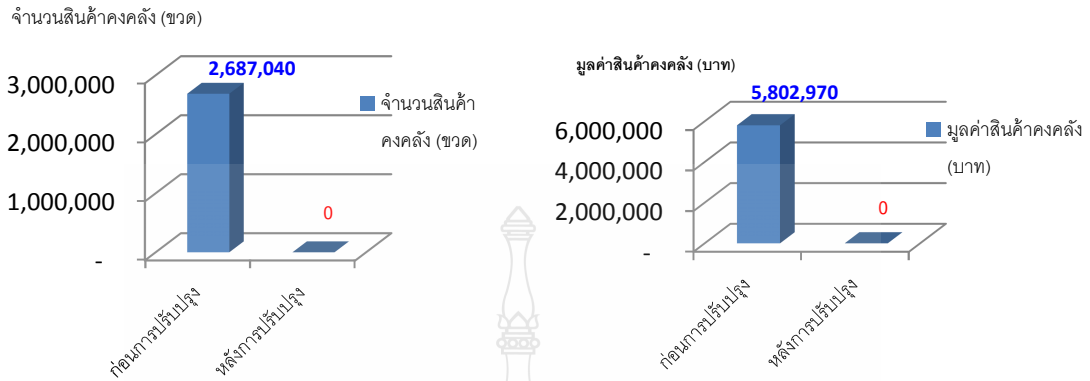 จำนวนสินค้าคงคลัง (ขวด)
2,687,040
3,000,000
2,000,000
1,000,000
-
0
จำนวนสินค้า
คงคลัง (ขวด)
ก่อนการปรับปรุง
หลังการปรับปรุง
มูลค่าสินค้าคงคลัง (บาท)
5,802,970
6,000,000
4,000,000
2,000,000
-
0
มูลค่าสินค้าคงคลัง
(บาท)
ก่อนการปรับปรุง
หลังการปรับปรุง